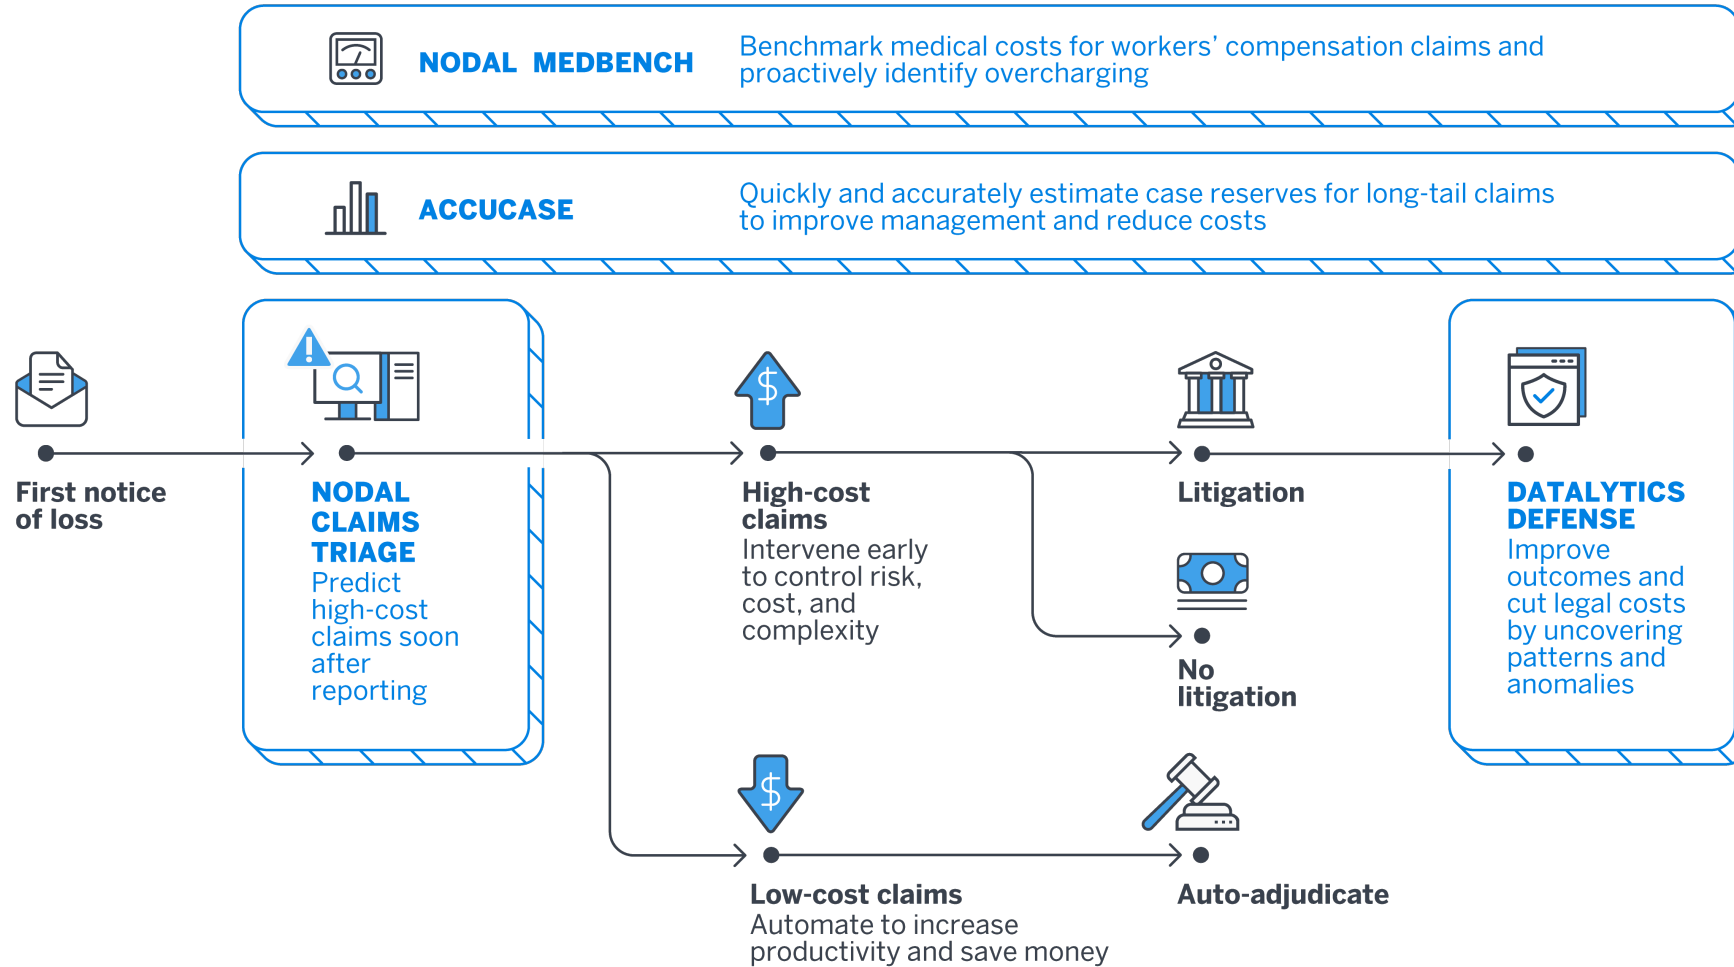 NODAL MEDBENCH
Benchmark medical costs for workers’ compensation claims and
proactively identify overcharging
ACCUCASE
Quickly and accurately estimate case reserves for long-tail claims
to improve management and reduce costs
First notice
of loss
NODAL
CLAIMS
TRIAGE
Predict
high-cost
claims soon
after
reporting
$
High-cost
claims
Intervene early
to control risk,
cost, and
complexity
Litigation
No
litigation
DATALYTICS
DEFENSE
Improve
outcomes and
cut legal costs
by uncovering
patterns and
anomalies
$
Low-cost claims
Automate to increase
productivity and save money
Auto-adjudicate